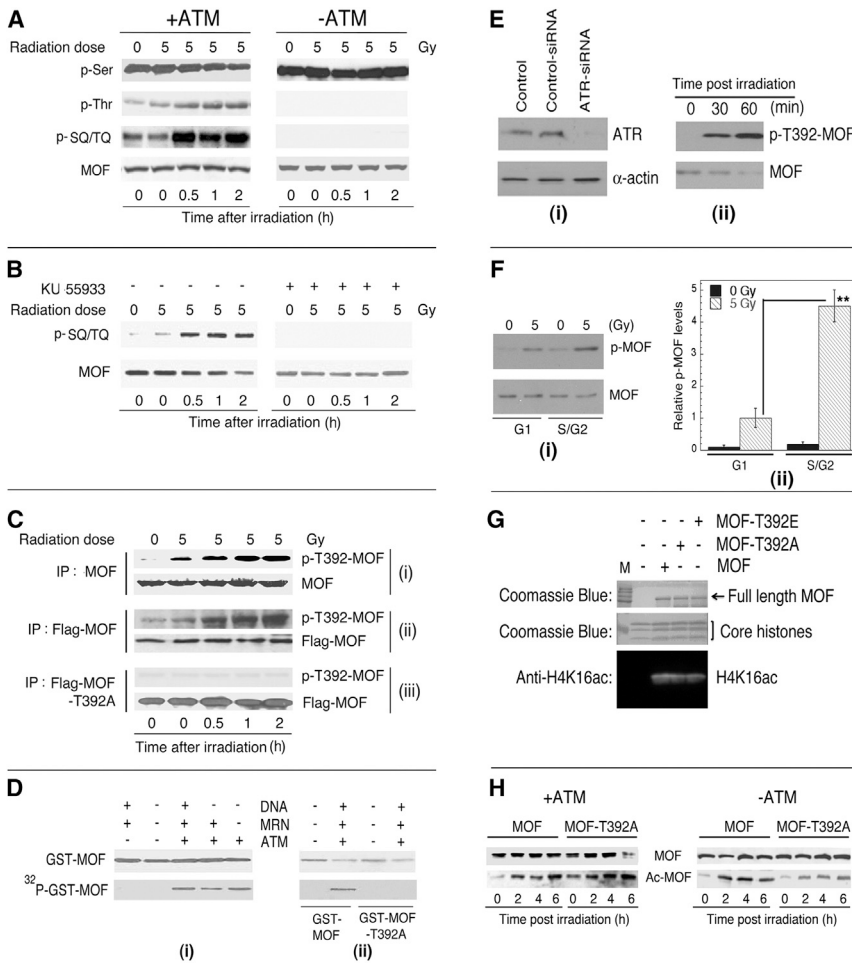 A
+ATM -ATM
Radiation dose 0 5 5 5 5 0 5 5 5 5 Gy
p-Ser
p-Thr
p-SQ/TQ
MOF
0 0 0.5 1 2 0 0 0.5 1 2
Time after irradiation (h)
B
KU 55933 - - - - - + + + + +
Radiation dose 0 5 5 5 5 0 5 5 5 5 Gy
p-SQ/TQ
MOF
0 0 0.5 1 2 0 0 0.5 1 2
Time after irradiation (h)
C
Radiation dose 0 5 5 5 5 Gy
IP : MOF
p-T392-MOF
MOF
(i)
IP : Flag-MOF
p-T392-MOF
Flag-MOF
(ii)
IP : Flag-MOF
-T392A
p-T392-MOF
Flag-MOF
(iii)
0 0 0.5 1 2
Time after irradiation (h)
D
+ - + - - DNA - + - +
+ - + + - MRN - + - +
- - + + + ATM - + - +
GST-MOF
32P-GST-MOF
GST-
MOF
GST-MOF
-T392A
(i) (ii)
E
Control
Control-siRNA
ATR-siRNA
ATR
α-actin
(i)
Time post irradiation
0 30 60 (min)
p-T392-MOF
MOF
(ii)
F
0 5 0 5 (Gy)
p-MOF
MOF
G1 S/G2
(i)
Relative p-MOF levels
5
4
3
2
1
0
0 Gy
5 Gy
**
G1 S/G2
(ii)
G
- - - + MOF-T392E
- - + - MOF-T392A
M - + - - MOF
Coomassie Blue: ← Full length MOF
Coomassie Blue: ] Core histones
Anti-H4K16ac: H4K16ac
H
+ATM -ATM
MOF MOF-T392A MOF MOF-T392A
MOF
Ac-MOF
0 2 4 6 0 2 4 6 0 2 4 6 0 2 4 6
Time post irradiation (h) Time post irradiation (h)